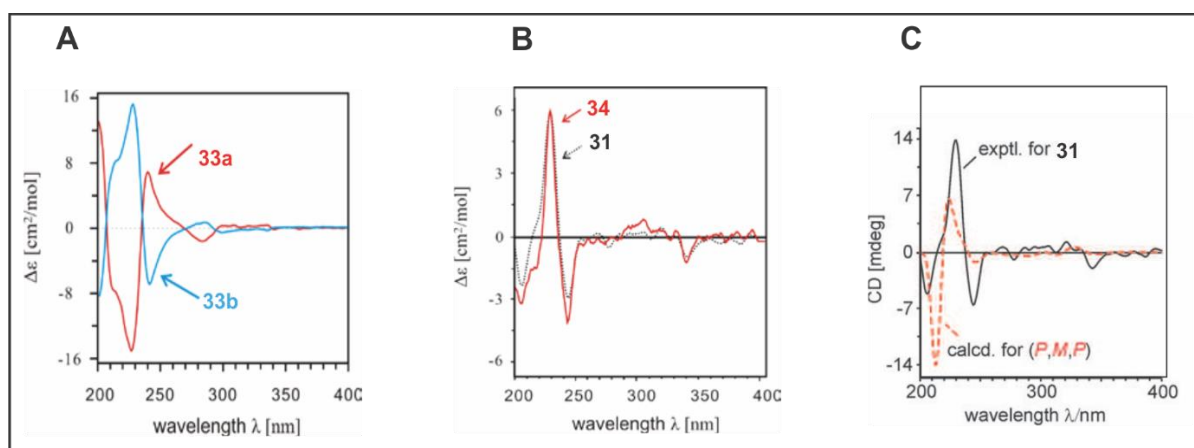 A
16
8
0
-8
-16
33a
33b
Δε [cm²/mol]
200 250 300 350 400
wavelength λ [nm]
B
6
3
0
-3
-6
34
31
Δε [cm²/mol]
200 250 300 350 400
wavelength λ [nm]
C
14
7
0
-7
-14
exptl. for 31
calcd. for (P,M,P)
CD [mdeg]
200 300 400
wavelength λ/nm